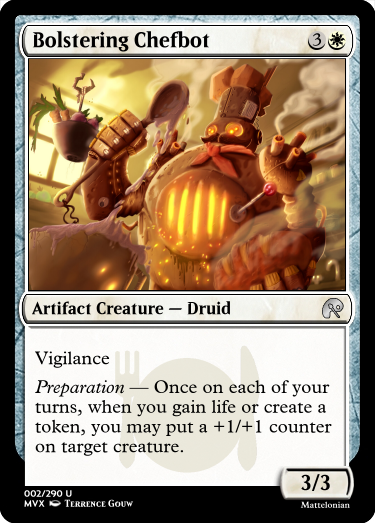 Bolstering Chefbot 3
Artifact Creature — Druid
Vigilance
Preparation — Once on each of your
turns, when you gain life or create a
token, you may put a +1/+1 counter
on target creature.
3/3
002/290 U
MVX TERRENCE GOUW
Mattelonian